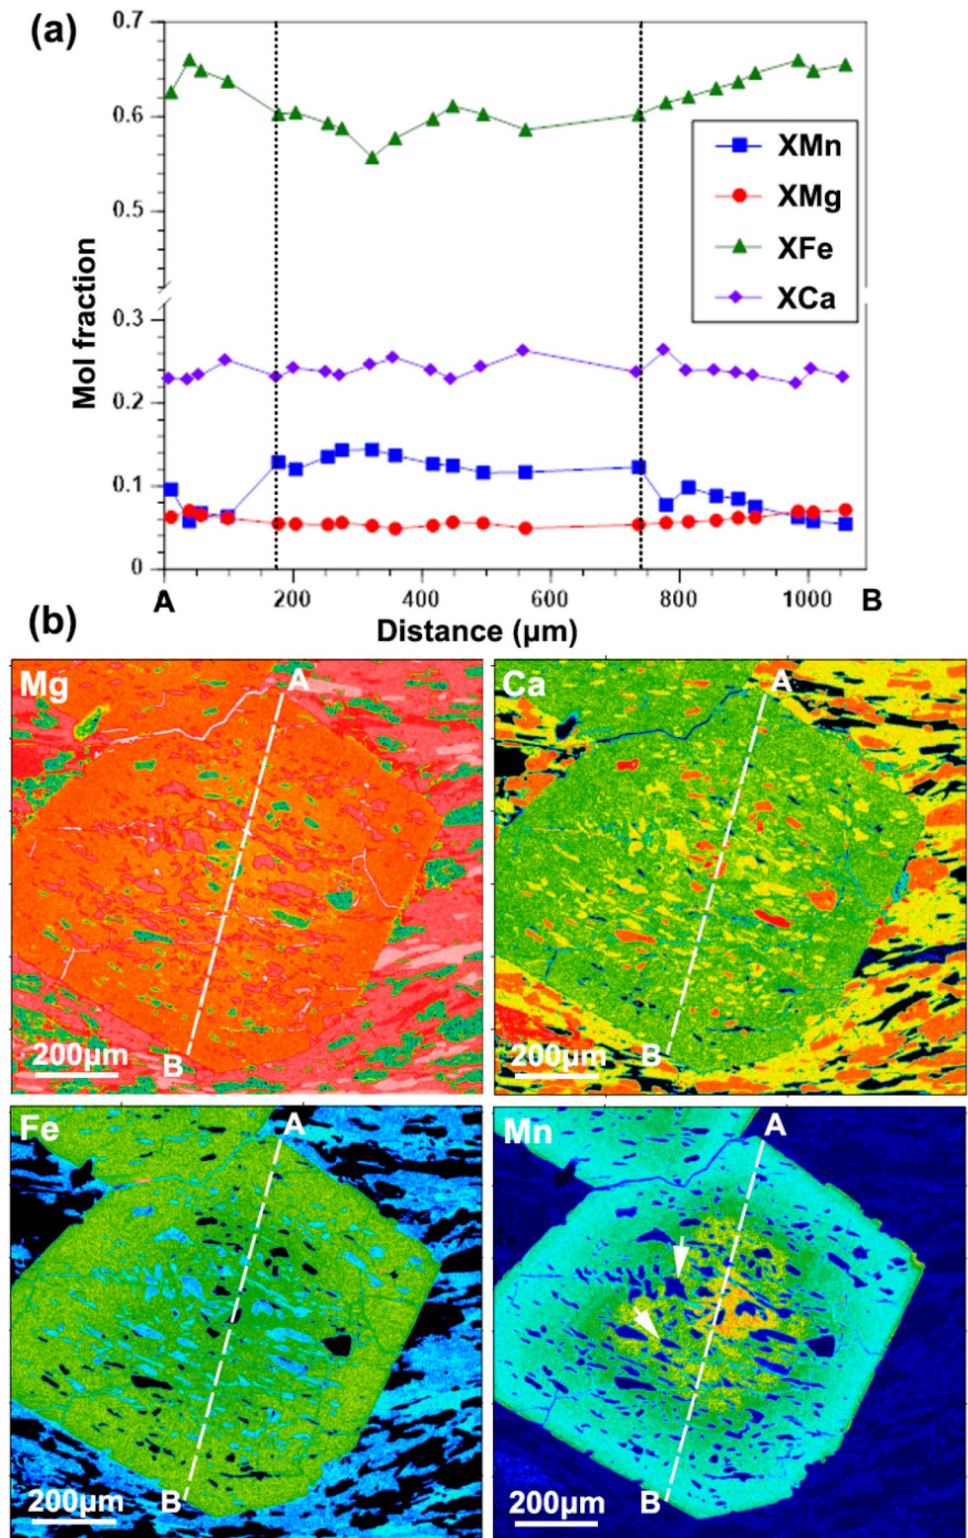 (a)
0.7
0.6
0.5
0.3
0.2
0.1
0
Mol fraction
XMn
XMg
XFe
XCa
A 200 400 600 800 1000 B
Distance (µm)
(b)
Mg
A
B
200µm
Ca
A
B
200µm
Fe
A
B
200µm
Mn
A
B
200µm